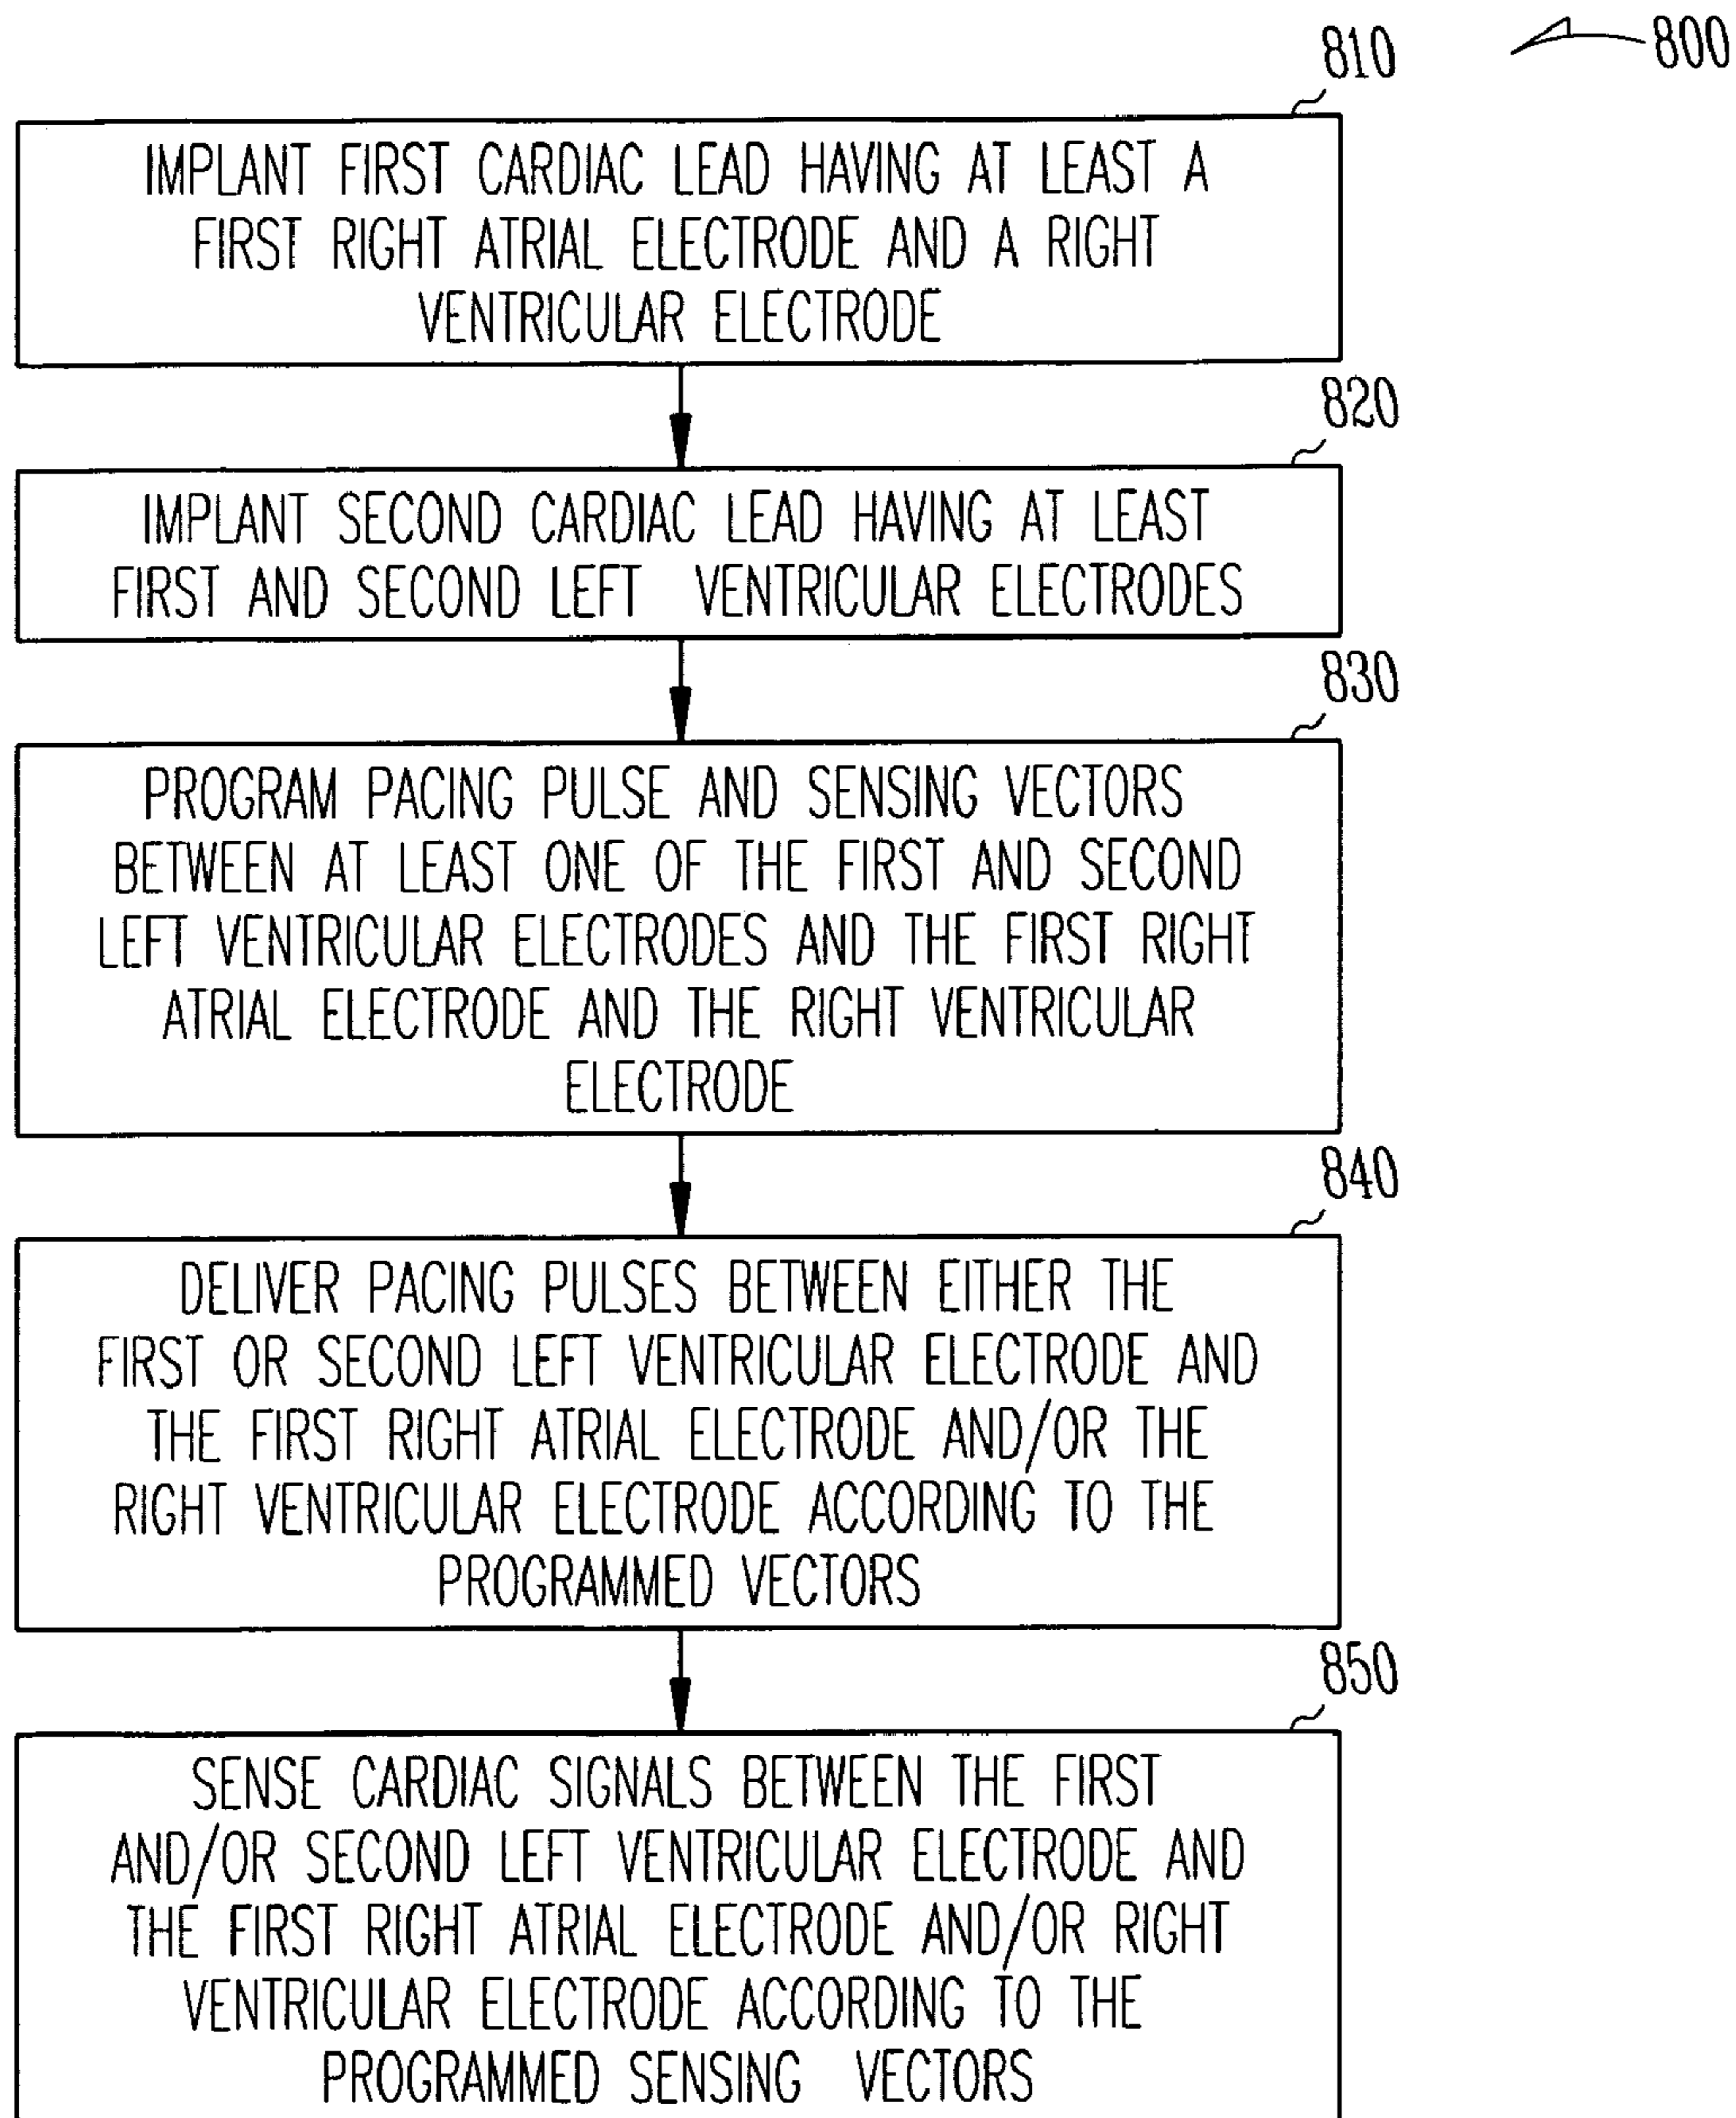 800
810
IMPLANT FIRST CARDIAC LEAD HAVING AT LEAST A
FIRST RIGHT ATRIAL ELECTRODE AND A RIGHT
VENTRICULAR ELECTRODE
820
IMPLANT SECOND CARDIAC LEAD HAVING AT LEAST
FIRST AND SECOND LEFT VENTRICULAR ELECTRODES
830
PROGRAM PACING PULSE AND SENSING VECTORS
BETWEEN AT LEAST ONE OF THE FIRST AND SECOND
LEFT VENTRICULAR ELECTRODES AND THE FIRST RIGHT
ATRIAL ELECTRODE AND THE RIGHT VENTRICULAR
ELECTRODE
840
DELIVER PACING PULSES BETWEEN EITHER THE
FIRST OR SECOND LEFT VENTRICULAR ELECTRODE AND
THE FIRST RIGHT ATRIAL ELECTRODE AND/OR THE
RIGHT VENTRICULAR ELECTRODE ACCORDING TO THE
PROGRAMMED VECTORS
850
SENSE CARDIAC SIGNALS BETWEEN THE FIRST
AND/OR SECOND LEFT VENTRICULAR ELECTRODE AND
THE FIRST RIGHT ATRIAL ELECTRODE AND/OR RIGHT
VENTRICULAR ELECTRODE ACCORDING TO THE
PROGRAMMED SENSING VECTORS